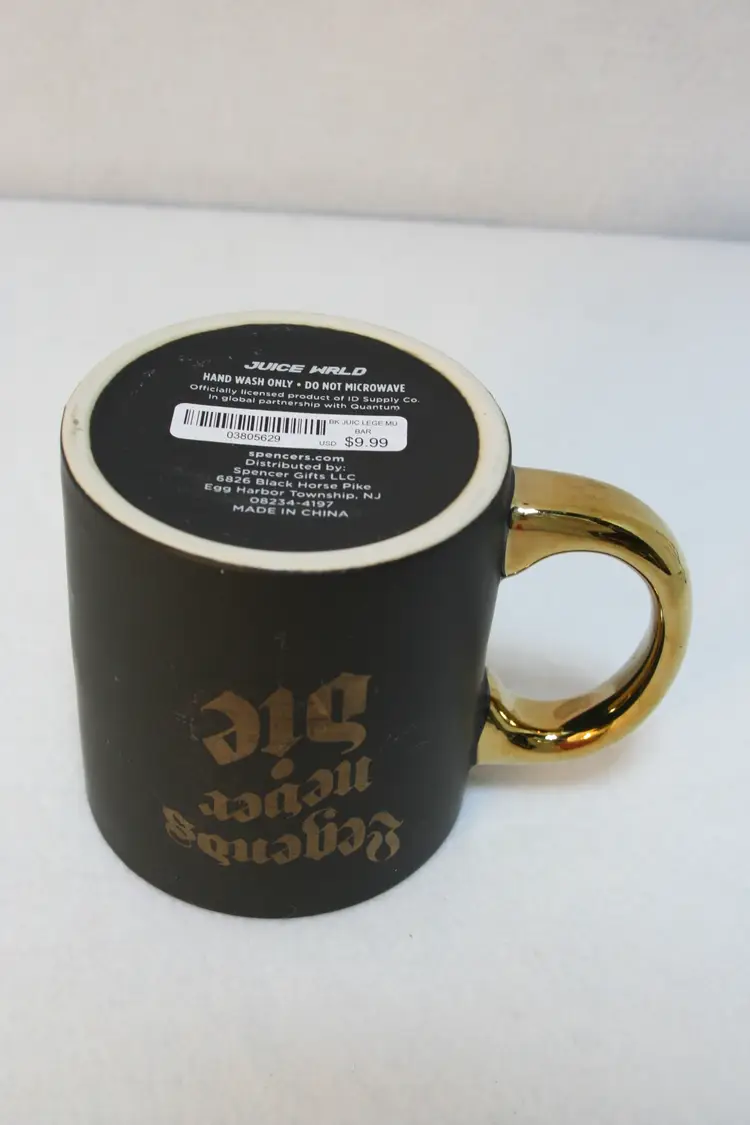 JUICE WRLD
HAND WASH ONLY • DO NOT MICROWAVE
Officially licensed product of ID Supply Co.
In global partnership with Quantum
BK JUIC LEGE MU
BAR
03805629
USD $9.99
spencers.com
Distributed by:
Spencer Gifts LLC
6826 Black Horse Pike
Egg Harbor Township, NJ
08234-4197
MADE IN CHINA
Legends
never
die